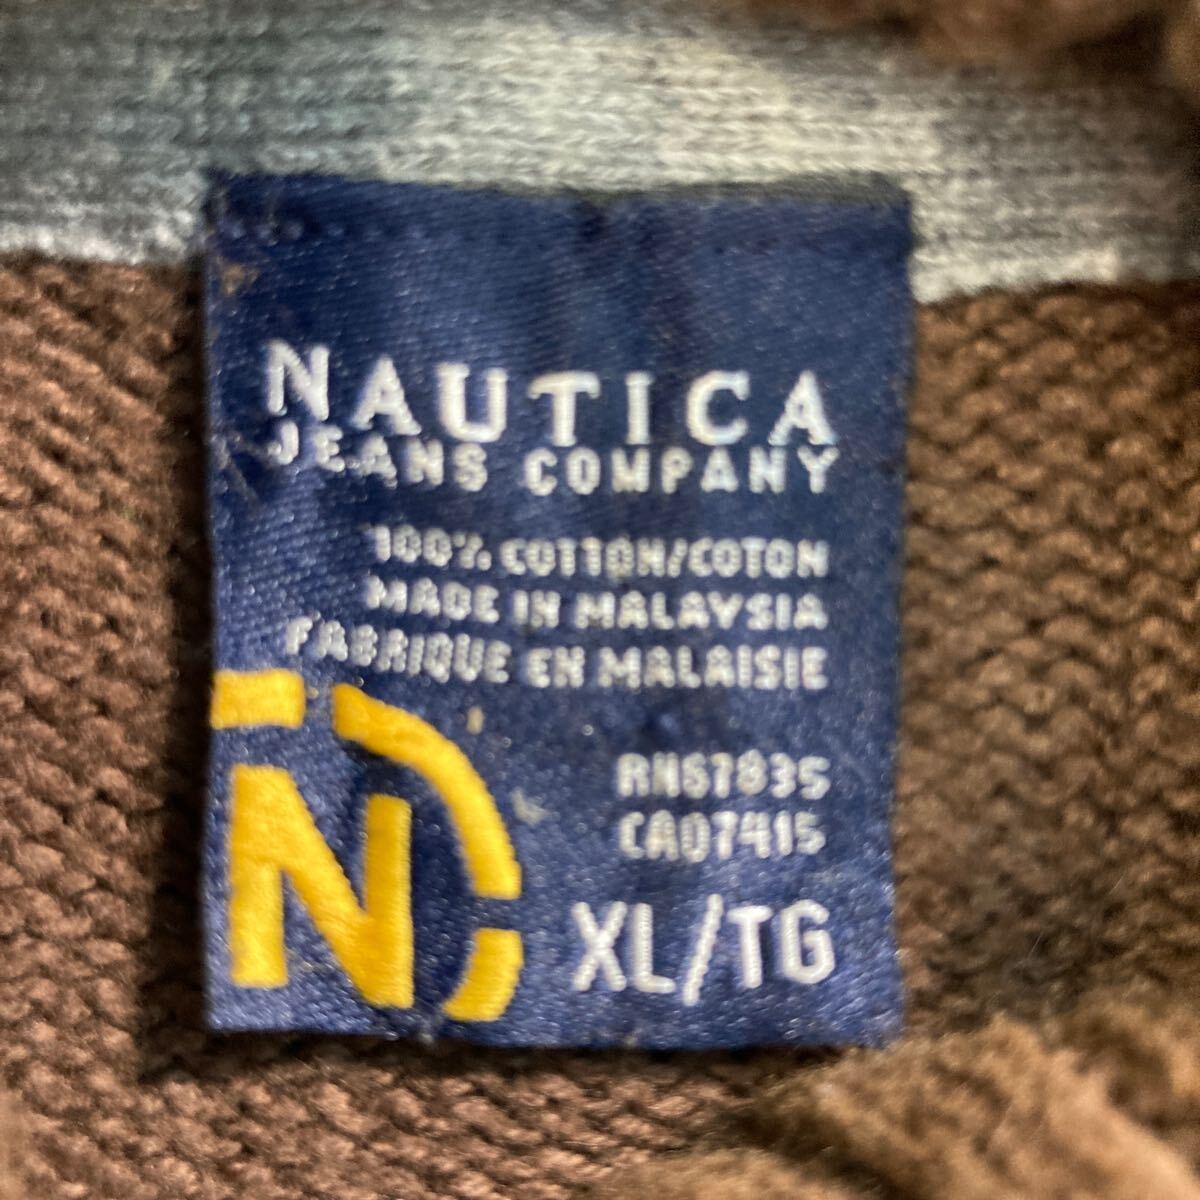 NAUTICA
JEANS COMPANY
100% COTTON/COTON
MADE IN MALAYSIA
FABRIQUE EN MALAISIE
RN67835
CA07415
N
XL/TG